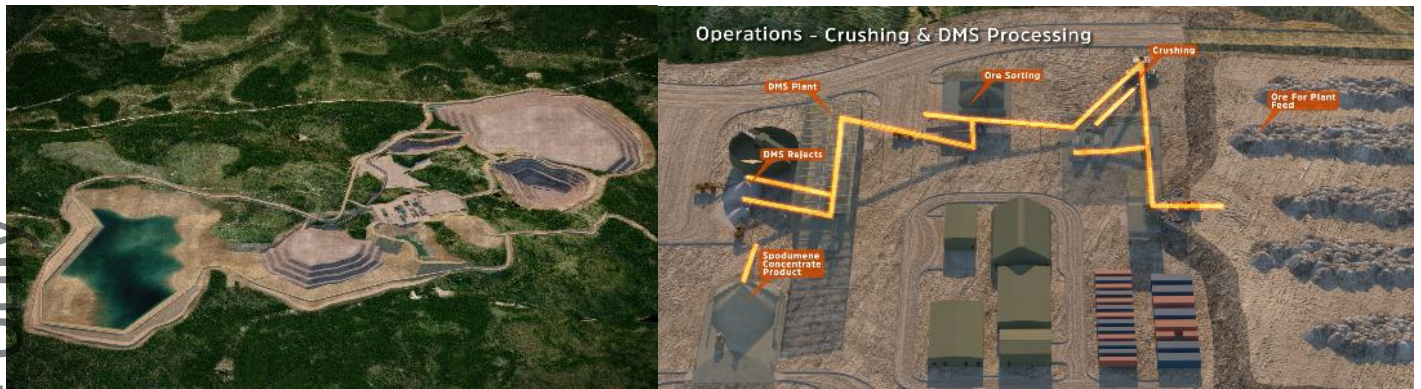 Operations - Crushing & DMS Processing
Crushing
Ore Sorting
DMS Plant
Ore For Plant
Feed
DMS Rejects
Spodumene
Concentrate
Product